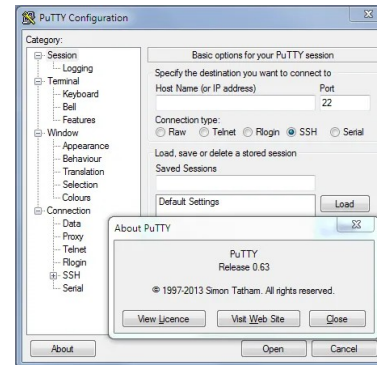 PuTTY Configuration
Category:
Session
Logging
Terminal
Keyboard
Bell
Features
Window
Appearance
Behaviour
Translation
Selection
Colours
Connection
Data
Proxy
Telnet
Rlogin
SSH
Serial
Basic options for your PuTTY session
Specify the destination you want to connect to
Host Name (or IP address) Port
22
Connection type:
Raw Telnet Rlogin SSH Serial
Load, save or delete a stored session
Saved Sessions
Default Settings Load
About PuTTY
PuTTY
Release 0.63
© 1997-2013 Simon Tatham. All rights reserved.
View Licence Visit Web Site Close
About Open Cancel